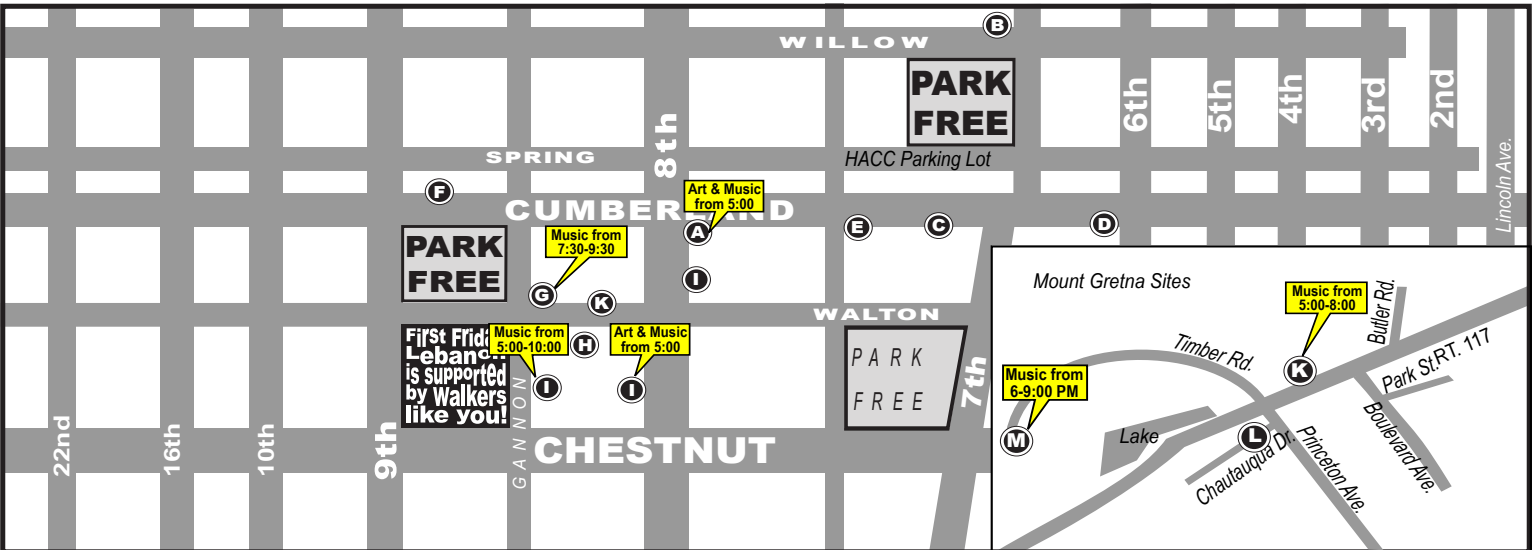 B
WILLOW
PARK
FREE
6th
5th
4th
3rd
2nd
Lincoln Ave.
8th
SPRING
HACC Parking Lot
F
Art & Music
from 5:00
CUMBERLAND
A
E
C
D
PARK
FREE
Music from
7:30-9:30
G
K
I
WALTON
First Frida
Lebanon
is supported
by Walkers
like you!
Music from
5:00-10:00
H
Art & Music
from 5:00
I
I
PARK
FREE
7th
22nd
16th
10th
9th
GANNON
CHESTNUT
Mount Gretna Sites
Music from
5:00-8:00
Butler Rd.
Timber Rd.
K
RT. 117
Park St.
Music from
6-9:00 PM
M
Lake
L
Chautauqua Dr.
Princeton Ave.
Boulevard Ave.